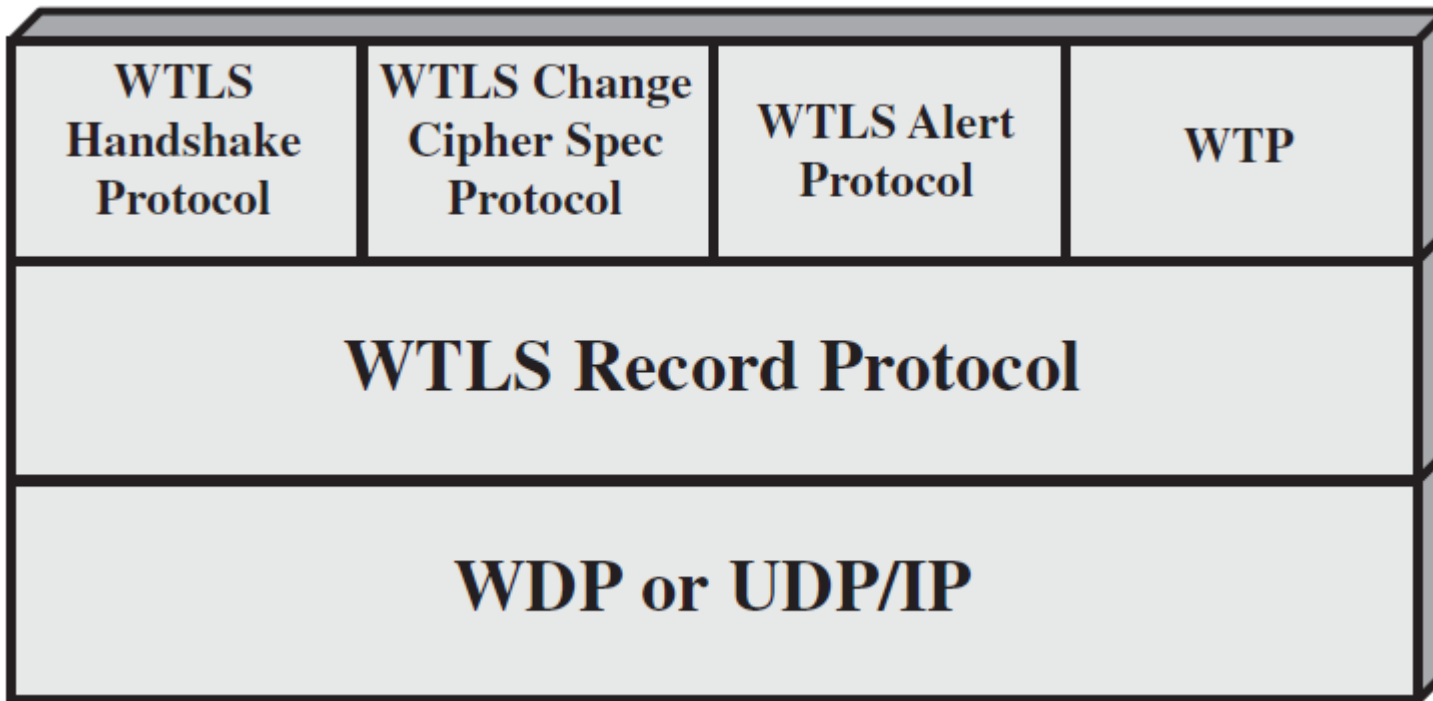 WTLS
Handshake
Protocol
WTLS Change
Cipher Spec
Protocol
WTLS Alert
Protocol
WTP
WTLS Record Protocol
WDP or UDP/IP